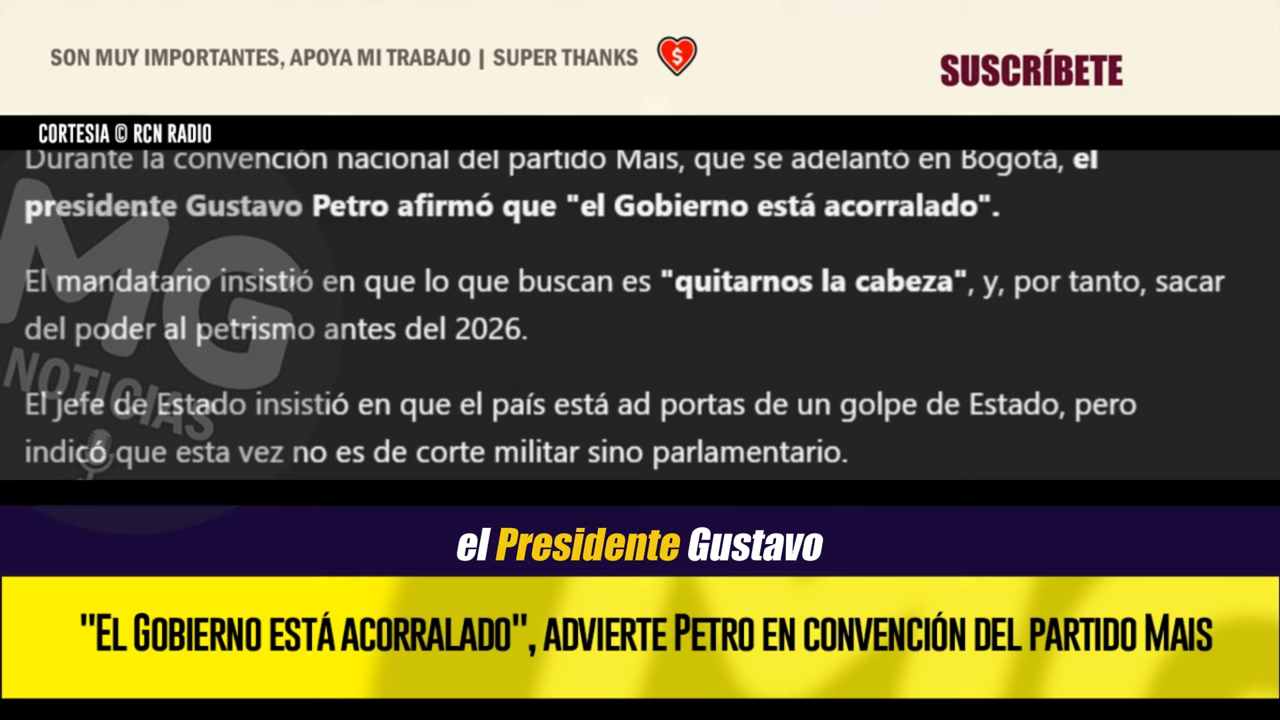 SON MUY IMPORTANTES, APOYA MI TRABAJO | SUPER THANKS
$
SUSCRÍBETE
CORTESIA © RCN RADIO
Durante la convención nacional del partido Mais, que se adelantó en Bogotá, el
presidente Gustavo Petro afirmó que "el Gobierno está acorralado".
El mandatario insistió en que lo que buscan es "quitarnos la cabeza", y, por tanto, sacar
del poder al petrismo antes del 2026.
El jefe de Estado insistió en que el país está ad portas de un golpe de Estado, pero
indicó que esta vez no es de corte militar sino parlamentario.
MG
NOTICIAS
el Presidente Gustavo
"EL GOBIERNO ESTÁ ACORRALADO", ADVIERTE PETRO EN CONVENCIÓN DEL PARTIDO MAIS